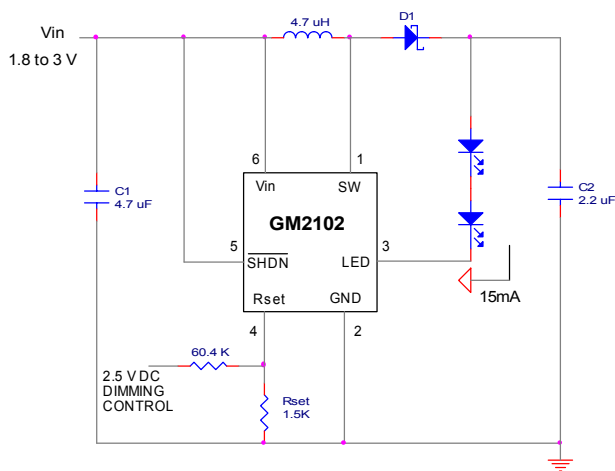 4.7 uH
D1
Vin
1.8 to 3 V
6
1
Vin
SW
C1
4.7 uF
GM2102
C2
2.2 uF
5
SHDN
LED
3
15mA
Rset
GND
4
2
60.4 K
2.5 V DC
DIMMING
CONTROL
Rset
1.5K